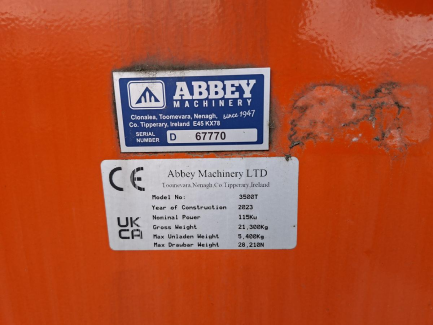 ABBEY
MACHINERY
Clonalea, Toomevara, Nenagh, since 1947
Co. Tipperary, Ireland E45 KX78
SERIAL NUMBER D 67770
CE Abbey Machinery LTD
Toomevara,Nenagh,Co Tipperary,Ireland
Model No: 3500T
Year of Construction 2023
Nominal Power 115Kw
UK CA
Gross Weight 21,300Kg
Max Unladen Weight 5,400Kg
Max Drawbar Weight 28,210N